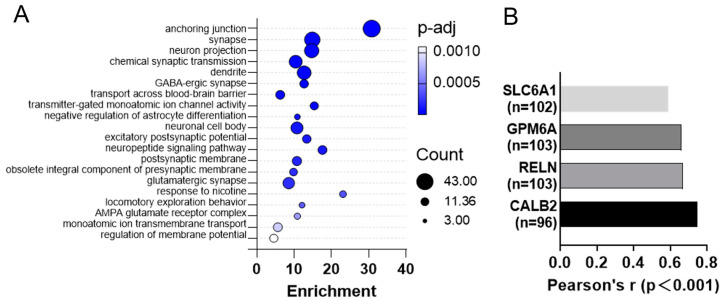 A
anchoring junction
synapse
neuron projection
chemical synaptic transmission
dendrite
GABA-ergic synapse
transport across blood-brain barrier
transmitter-gated monoatomic ion channel activity
negative regulation of astrocyte differentiation
neuronal cell body
excitatory postsynaptic potential
neuropeptide signaling pathway
postsynaptic membrane
obsolete integral component of presynaptic membrane
glutamatergic synapse
response to nicotine
locomotory exploration behavior
AMPA glutamate receptor complex
monoatomic ion transmembrane transport
regulation of membrane potential
0 10 20 30 40
Enrichment
p-adj
0.0010
0.0005
Count
43.00
11.36
3.00
B
SLC6A1
(n=102)
GPM6A
(n=103)
RELN
(n=103)
CALB2
(n=96)
0.0 0.2 0.4 0.6 0.8
Pearson's r (p<0.001)